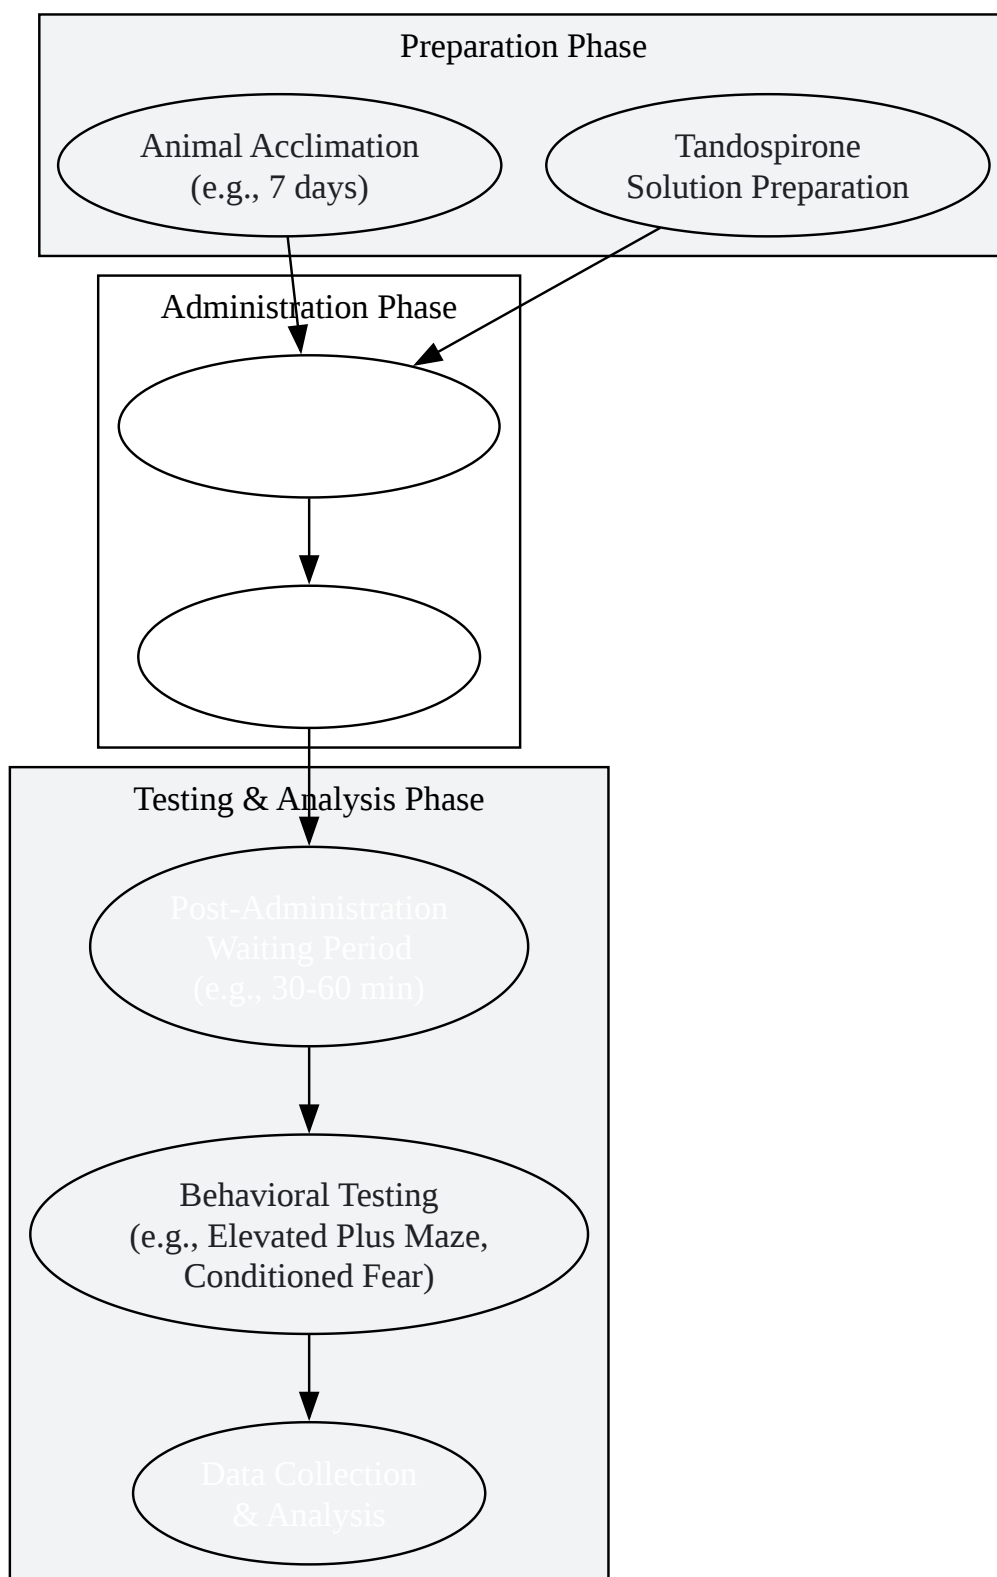 Preparation Phase
Animal Acclimation
(e.g., 7 days)
Tandospirone
Solution Preparation
Administration Phase
Testing & Analysis Phase
Post-Administration
Waiting Period
(e.g., 30-60 min)
Behavioral Testing
(e.g., Elevated Plus Maze,
Conditioned Fear)
Data Collection
& Analysis